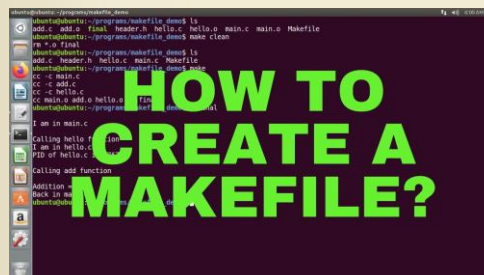 ubuntu@ubuntu: ~/programs/makefile_demo
ubuntu@ubuntu:~/programs/makefile_demo$ ls
add.c add.o final header.h hello.c hello.o main.c main.o Makefile
ubuntu@ubuntu:~/programs/makefile_demo$ make clean
rm *.o final
ubuntu@ubuntu:~/programs/makefile_demo$ ls
add.c header.h hello.c main.c Makefile
ubuntu@ubuntu:~/programs/makefile_demo$ make
cc -c main.c
cc -c add.c
cc -c hello.c
cc main.o add.o hello.o
HOW TO
I am in main.c
Calling hello function
I am in hello.c
PID of hello.c
CREATE A
Calling add function
Addition =
Back in
ubuntu@ubuntu:
MAKEFILE?